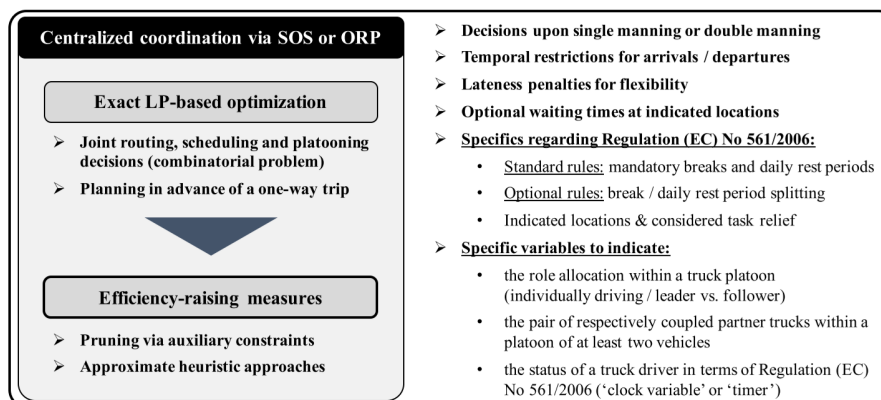 Centralized coordination via SOS or ORP
Exact LP-based optimization
➢ Joint routing, scheduling and platooning
decisions (combinatorial problem)
➢ Planning in advance of a one-way trip
Efficiency-raising measures
➢ Pruning via auxiliary constraints
➢ Approximate heuristic approaches
➢ Decisions upon single manning or double manning
➢ Temporal restrictions for arrivals / departures
➢ Lateness penalties for flexibility
➢ Optional waiting times at indicated locations
➢ Specifics regarding Regulation (EC) No 561/2006:
• Standard rules: mandatory breaks and daily rest periods
• Optional rules: break / daily rest period splitting
• Indicated locations & considered task relief
➢ Specific variables to indicate:
• the role allocation within a truck platoon
(individually driving / leader vs. follower)
• the pair of respectively coupled partner trucks within a
platoon of at least two vehicles
• the status of a truck driver in terms of Regulation (EC)
No 561/2006 (‘clock variable’ or ‘timer’)